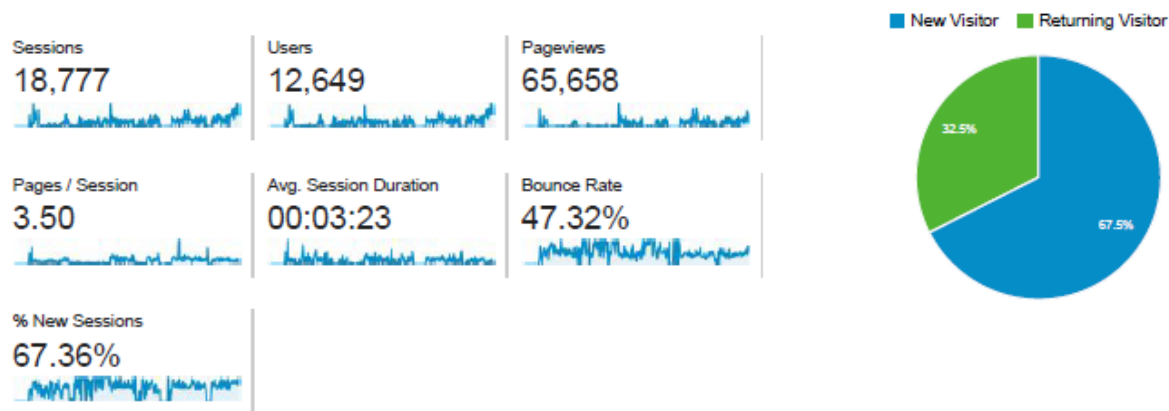 New Visitor Returning Visitor
Sessions Users Pageviews
18,777 12,649 65,658
Pages / Session Avg. Session Duration Bounce Rate
3.50 00:03:23 47.32%
% New Sessions
67.36%
32.5%
67.5%